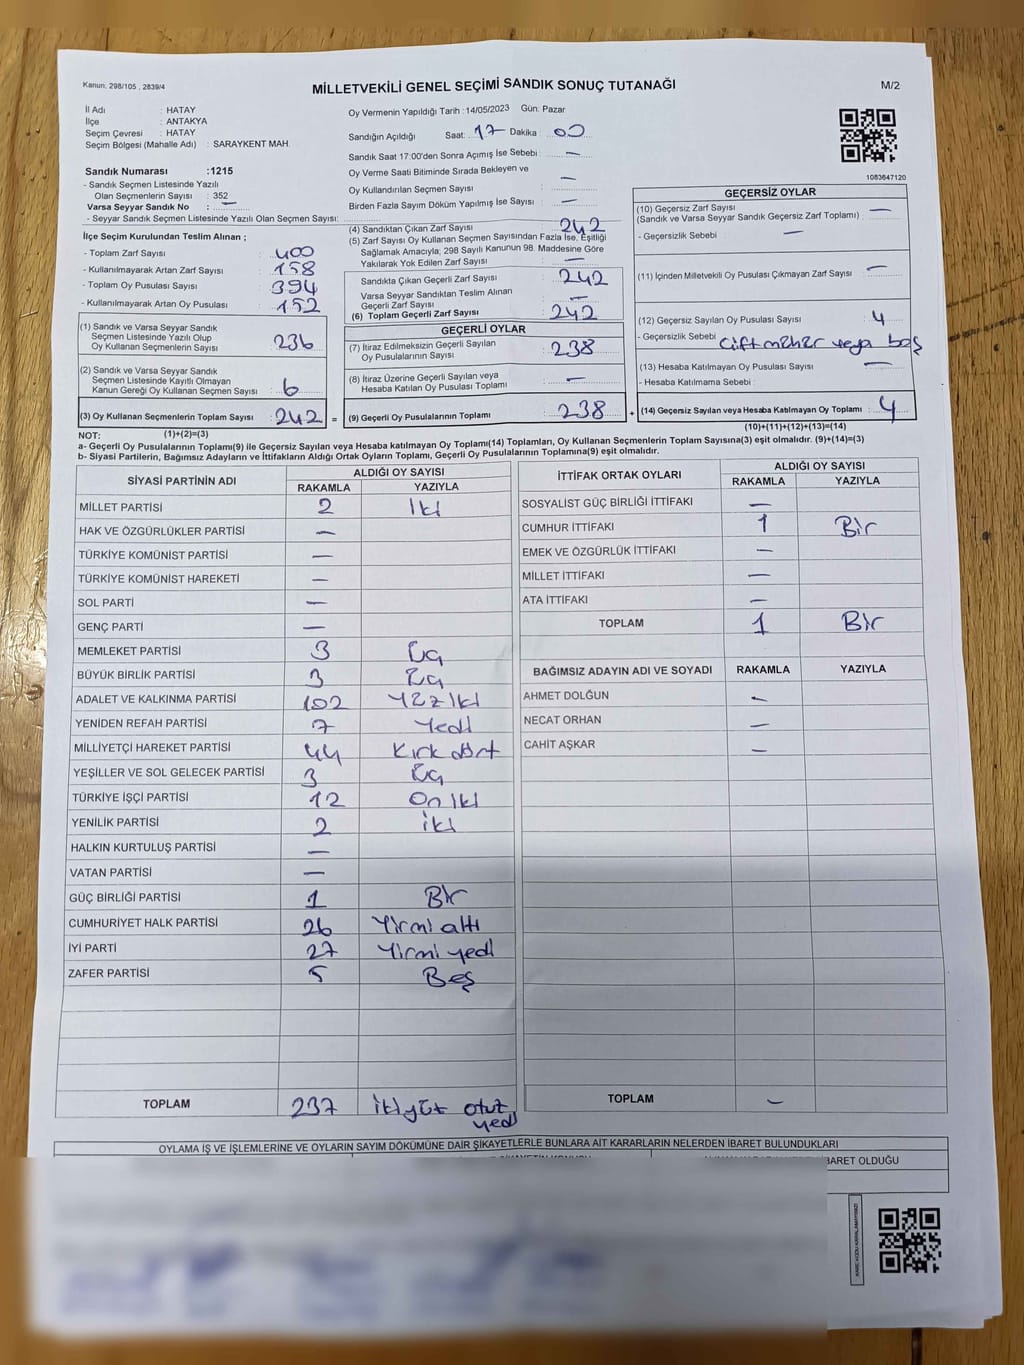 Kanun: 298/105 , 2839/4
MİLLETVEKİLİ GENEL SEÇİMİ SANDIK SONUÇ TUTANAĞI
M/2
İl Adı : HATAY
İlçe : ANTAKYA
Seçim Çevresi : HATAY
Seçim Bölgesi (Mahalle Adı) : SARAYKENT MAH.
Sandık Numarası :1215
- Sandık Seçmen Listesinde Yazılı
Olan Seçmenlerin Sayısı : 352
Varsa Seyyar Sandık No : —
- Seyyar Sandık Seçmen Listesinde Yazılı Olan Seçmen Sayısı:
Oy Vermenin Yapıldığı Tarih : 14/05/2023 Gün: Pazar
Sandığın Açıldığı Saat: 17 Dakika : 00
Sandık Saat 17:00'den Sonra Açımış İse Sebebi : —
Oy Verme Saati Bitiminde Sırada Bekleyen ve
Oy Kullandırılan Seçmen Sayısı : —
Birden Fazla Sayım Döküm Yapılmış İse Sayısı : —
1083647120
İlçe Seçim Kurulundan Teslim Alınan ;
- Toplam Zarf Sayısı : 400
- Kullanılmayarak Artan Zarf Sayısı : 158
- Toplam Oy Pusulası Sayısı : 394
- Kullanılmayarak Artan Oy Pusulası : 152
(1) Sandık ve Varsa Seyyar Sandık
Seçmen Listesinde Yazılı Olup
Oy Kullanan Seçmenlerin Sayısı : 236
(2) Sandık ve Varsa Seyyar Sandık
Seçmen Listesinde Kayıtlı Olmayan
Kanun Gereği Oy Kullanan Seçmen Sayısı : 6
(3) Oy Kullanan Seçmenlerin Toplam Sayısı : 242 =
(1)+(2)=(3)
(4) Sandıktan Çıkan Zarf Sayısı : 242
(5) Zarf Sayısı Oy Kullanan Seçmen Sayısından Fazla İse, Eşitliği
Sağlamak Amacıyla; 298 Sayılı Kanunun 98. Maddesine Göre
Yakılarak Yok Edilen Zarf Sayısı : —
Sandıkta Çıkan Geçerli Zarf Sayısı : 242
Varsa Seyyar Sandıktan Teslim Alınan
Geçerli Zarf Sayısı : —
(6) Toplam Geçerli Zarf Sayısı : 242
GEÇERLİ OYLAR
(7) İtiraz Edilmeksizin Geçerli Sayılan
Oy Pusulalarının Sayısı : 238
(8) İtiraz Üzerine Geçerli Sayılan veya
Hesaba Katılan Oy Pusulası Toplamı : —
(9) Geçerli Oy Pusulalarının Toplamı : 238 +
GEÇERSİZ OYLAR
(10) Geçersiz Zarf Sayısı : —
(Sandık ve Varsa Seyyar Sandık Geçersiz Zarf Toplamı)
- Geçersizlik Sebebi : —
(11) İçinden Milletvekili Oy Pusulası Çıkmayan Zarf Sayısı : —
(12) Geçersiz Sayılan Oy Pusulası Sayısı : 4
- Geçersizlik Sebebi : Çift mühür veya boş
(13) Hesaba Katılmayan Oy Pusulası Sayısı : —
- Hesaba Katılmama Sebebi :
(14) Geçersiz Sayılan veya Hesaba Katılmayan Oy Toplamı : 4
(10)+(11)+(12)+(13)=(14)
NOT:
a- Geçerli Oy Pusulalarının Toplamı(9) ile Geçersiz Sayılan veya Hesaba katılmayan Oy Toplamı(14) Toplamları, Oy Kullanan Seçmenlerin Toplam Sayısına(3) eşit olmalıdır. (9)+(14)=(3)
b- Siyasi Partilerin, Bağımsız Adayların ve İttifakların Aldığı Ortak Oyların Toplamı, Geçerli Oy Pusulalarının Toplamına(9) eşit olmalıdır.
SİYASİ PARTİNİN ADI ALDIĞI OY SAYISI
RAKAMLA YAZIYLA
MİLLET PARTİSİ 2 İki
HAK VE ÖZGÜRLÜKLER PARTİSİ —
TÜRKİYE KOMÜNİST PARTİSİ —
TÜRKİYE KOMÜNİST HAREKETİ —
SOL PARTİ —
GENÇ PARTİ —
MEMLEKET PARTİSİ 3 Üç
BÜYÜK BİRLİK PARTİSİ 3 Üç
ADALET VE KALKINMA PARTİSİ 102 Yüz iki
YENİDEN REFAH PARTİSİ 7 Yedi
MİLLİYETÇİ HAREKET PARTİSİ 44 Kırk dört
YEŞİLLER VE SOL GELECEK PARTİSİ 3 Üç
TÜRKİYE İŞÇİ PARTİSİ 12 On iki
YENİLİK PARTİSİ 2 iki
HALKIN KURTULUŞ PARTİSİ —
VATAN PARTİSİ —
GÜÇ BİRLİĞİ PARTİSİ 1 Bir
CUMHURİYET HALK PARTİSİ 26 Yirmi altı
İYİ PARTİ 27 Yirmi yedi
ZAFER PARTİSİ 5 Beş
TOPLAM 237 ikiyüz otuz
yedi
İTTİFAK ORTAK OYLARI ALDIĞI OY SAYISI
RAKAMLA YAZIYLA
SOSYALİST GÜÇ BİRLİĞİ İTTİFAKI —
CUMHUR İTTİFAKI 1 Bir
EMEK VE ÖZGÜRLÜK İTTİFAKI —
MİLLET İTTİFAKI —
ATA İTTİFAKI —
TOPLAM 1 Bir
BAĞIMSIZ ADAYIN ADI VE SOYADI RAKAMLA YAZIYLA
AHMET DOLĞUN —
NECAT ORHAN —
CAHİT AŞKAR —
TOPLAM —
OYLAMA İŞ VE İŞLEMLERİNE VE OYLARIN SAYIM DÖKÜMÜNE DAİR ŞİKAYETLERLE BUNLARA AİT KARARLARIN NELERDEN İBARET BULUNDUKLARI
İBARET OLDUĞU